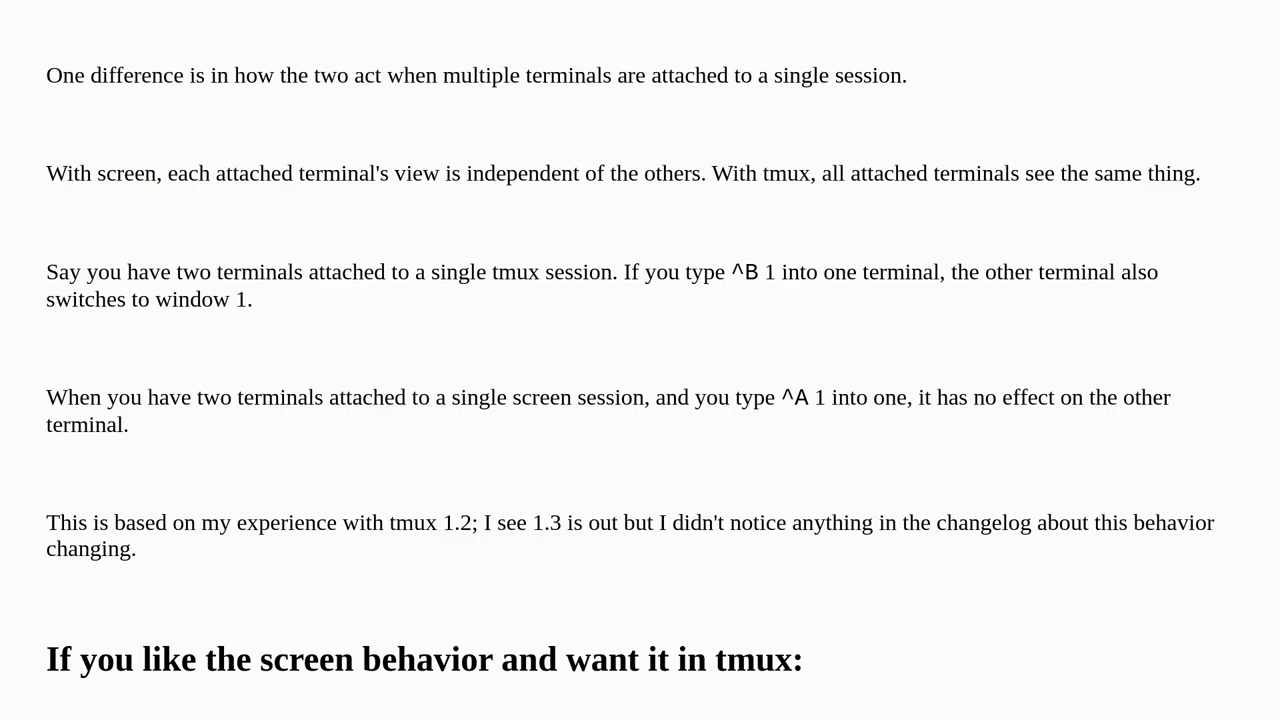 One difference is in how the two act when multiple terminals are attached to a single session.
With screen, each attached terminal's view is independent of the others. With tmux, all attached terminals see the same thing.
Say you have two terminals attached to a single tmux session. If you type ^B 1 into one terminal, the other terminal also
switches to window 1.
When you have two terminals attached to a single screen session, and you type ^A 1 into one, it has no effect on the other
terminal.
This is based on my experience with tmux 1.2; I see 1.3 is out but I didn't notice anything in the changelog about this behavior
changing.
If you like the screen behavior and want it in tmux: